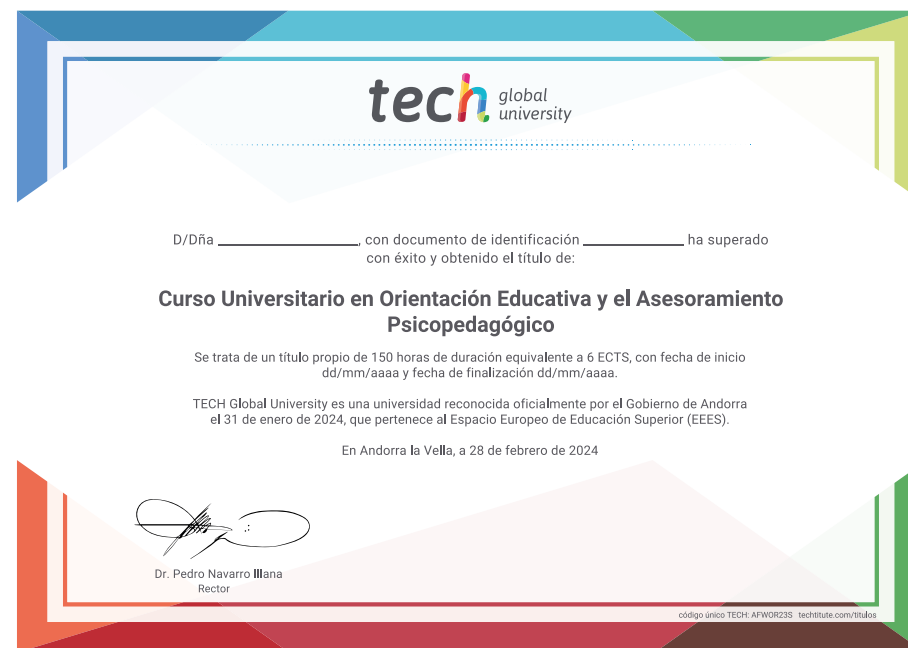 tech global university
D/Dña ______________, con documento de identificación __________ ha superado
con éxito y obtenido el título de:
Curso Universitario en Orientación Educativa y el Asesoramiento
Psicopedagógico
Se trata de un título propio de 150 horas de duración equivalente a 6 ECTS, con fecha de inicio
dd/mm/aaaa y fecha de finalización dd/mm/aaaa.
TECH Global University es una universidad reconocida oficialmente por el Gobierno de Andorra
el 31 de enero de 2024, que pertenece al Espacio Europeo de Educación Superior (EEES).
En Andorra la Vella, a 28 de febrero de 2024
Dr. Pedro Navarro Illana
Rector
código único TECH: AFWOR23S techtitute.com/titulos